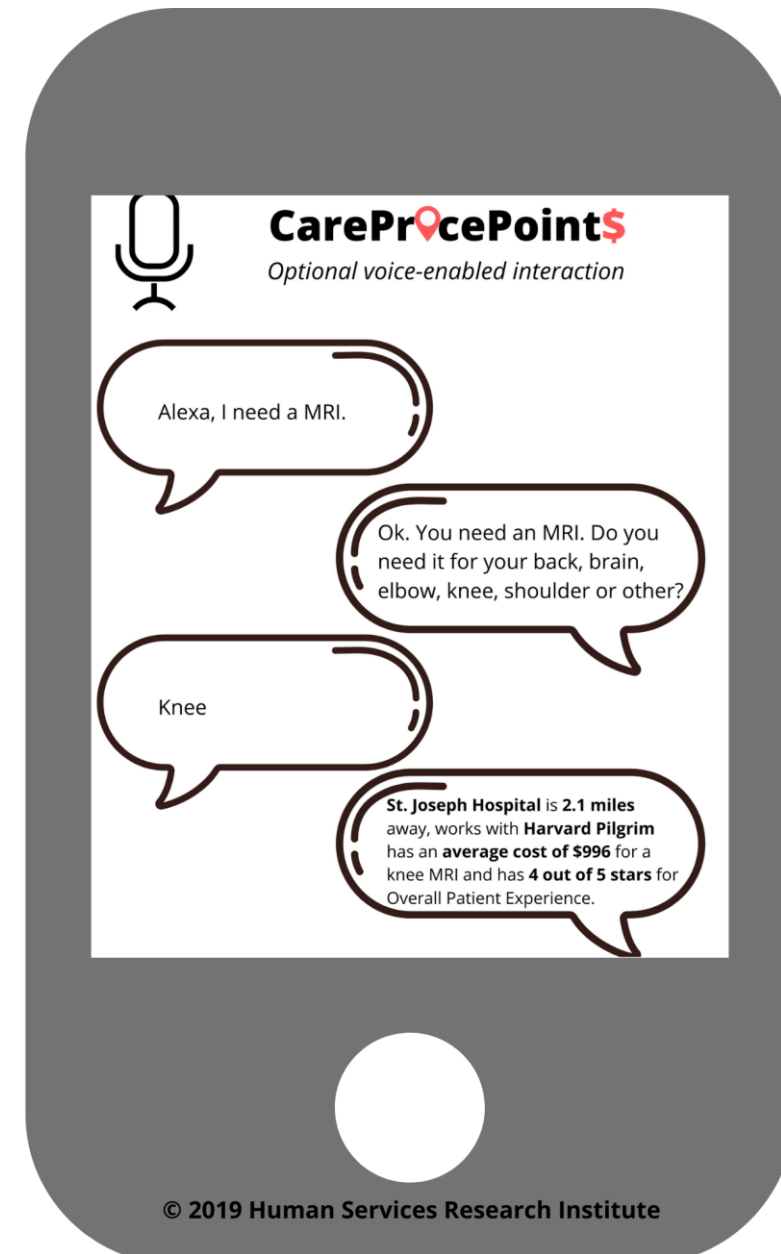 CarePricePoint$
Optional voice-enabled interaction
Alexa, I need a MRI.
Ok. You need an MRI. Do you
need it for your back, brain,
elbow, knee, shoulder or other?
Knee
St. Joseph Hospital is 2.1 miles
away, works with Harvard Pilgrim
has an average cost of $996 for a
knee MRI and has 4 out of 5 stars for
Overall Patient Experience.
© 2019 Human Services Research Institute